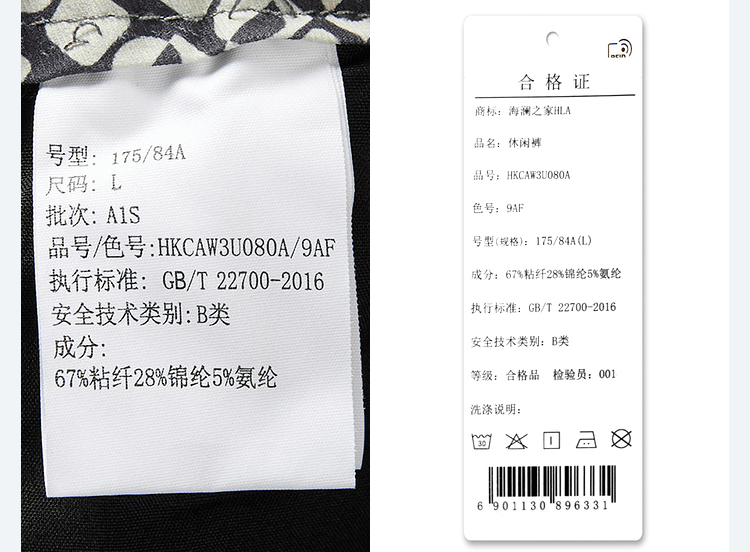 号型: 175/84A
尺码: L
批次: A1S
品号/色号:HKCAW3U080A/9AF
执行标准: GB/T 22700-2016
安全技术类别:B类
成分:
67%粘纤28%锦纶5%氨纶
合格证
商标: 海澜之家HLA
品名: 休闲裤
品号: HKCAW3U080A
色号: 9AF
号型(规格): 175/84A(L)
成分: 67%粘纤28%锦纶5%氨纶
执行标准: GB/T 22700-2016
安全技术类别: B类
等级: 合格品 检验员: 001
洗涤说明:
30
6 901130 896331